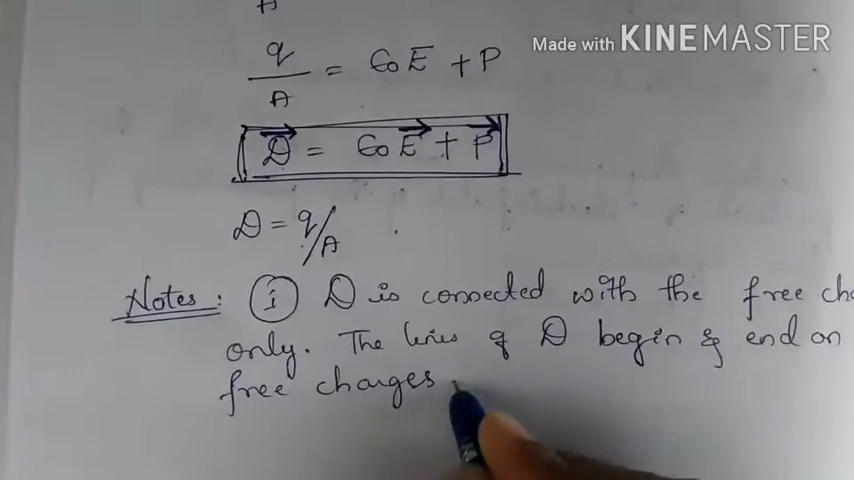 A
Made with KINEMASTER
q/A = ϵ₀E + P
D⃗ = ϵ₀E⃗ + P⃗
D = q/A
Notes: (i) D is connected with the free cha
only. The lines of D begin & end on
free charges